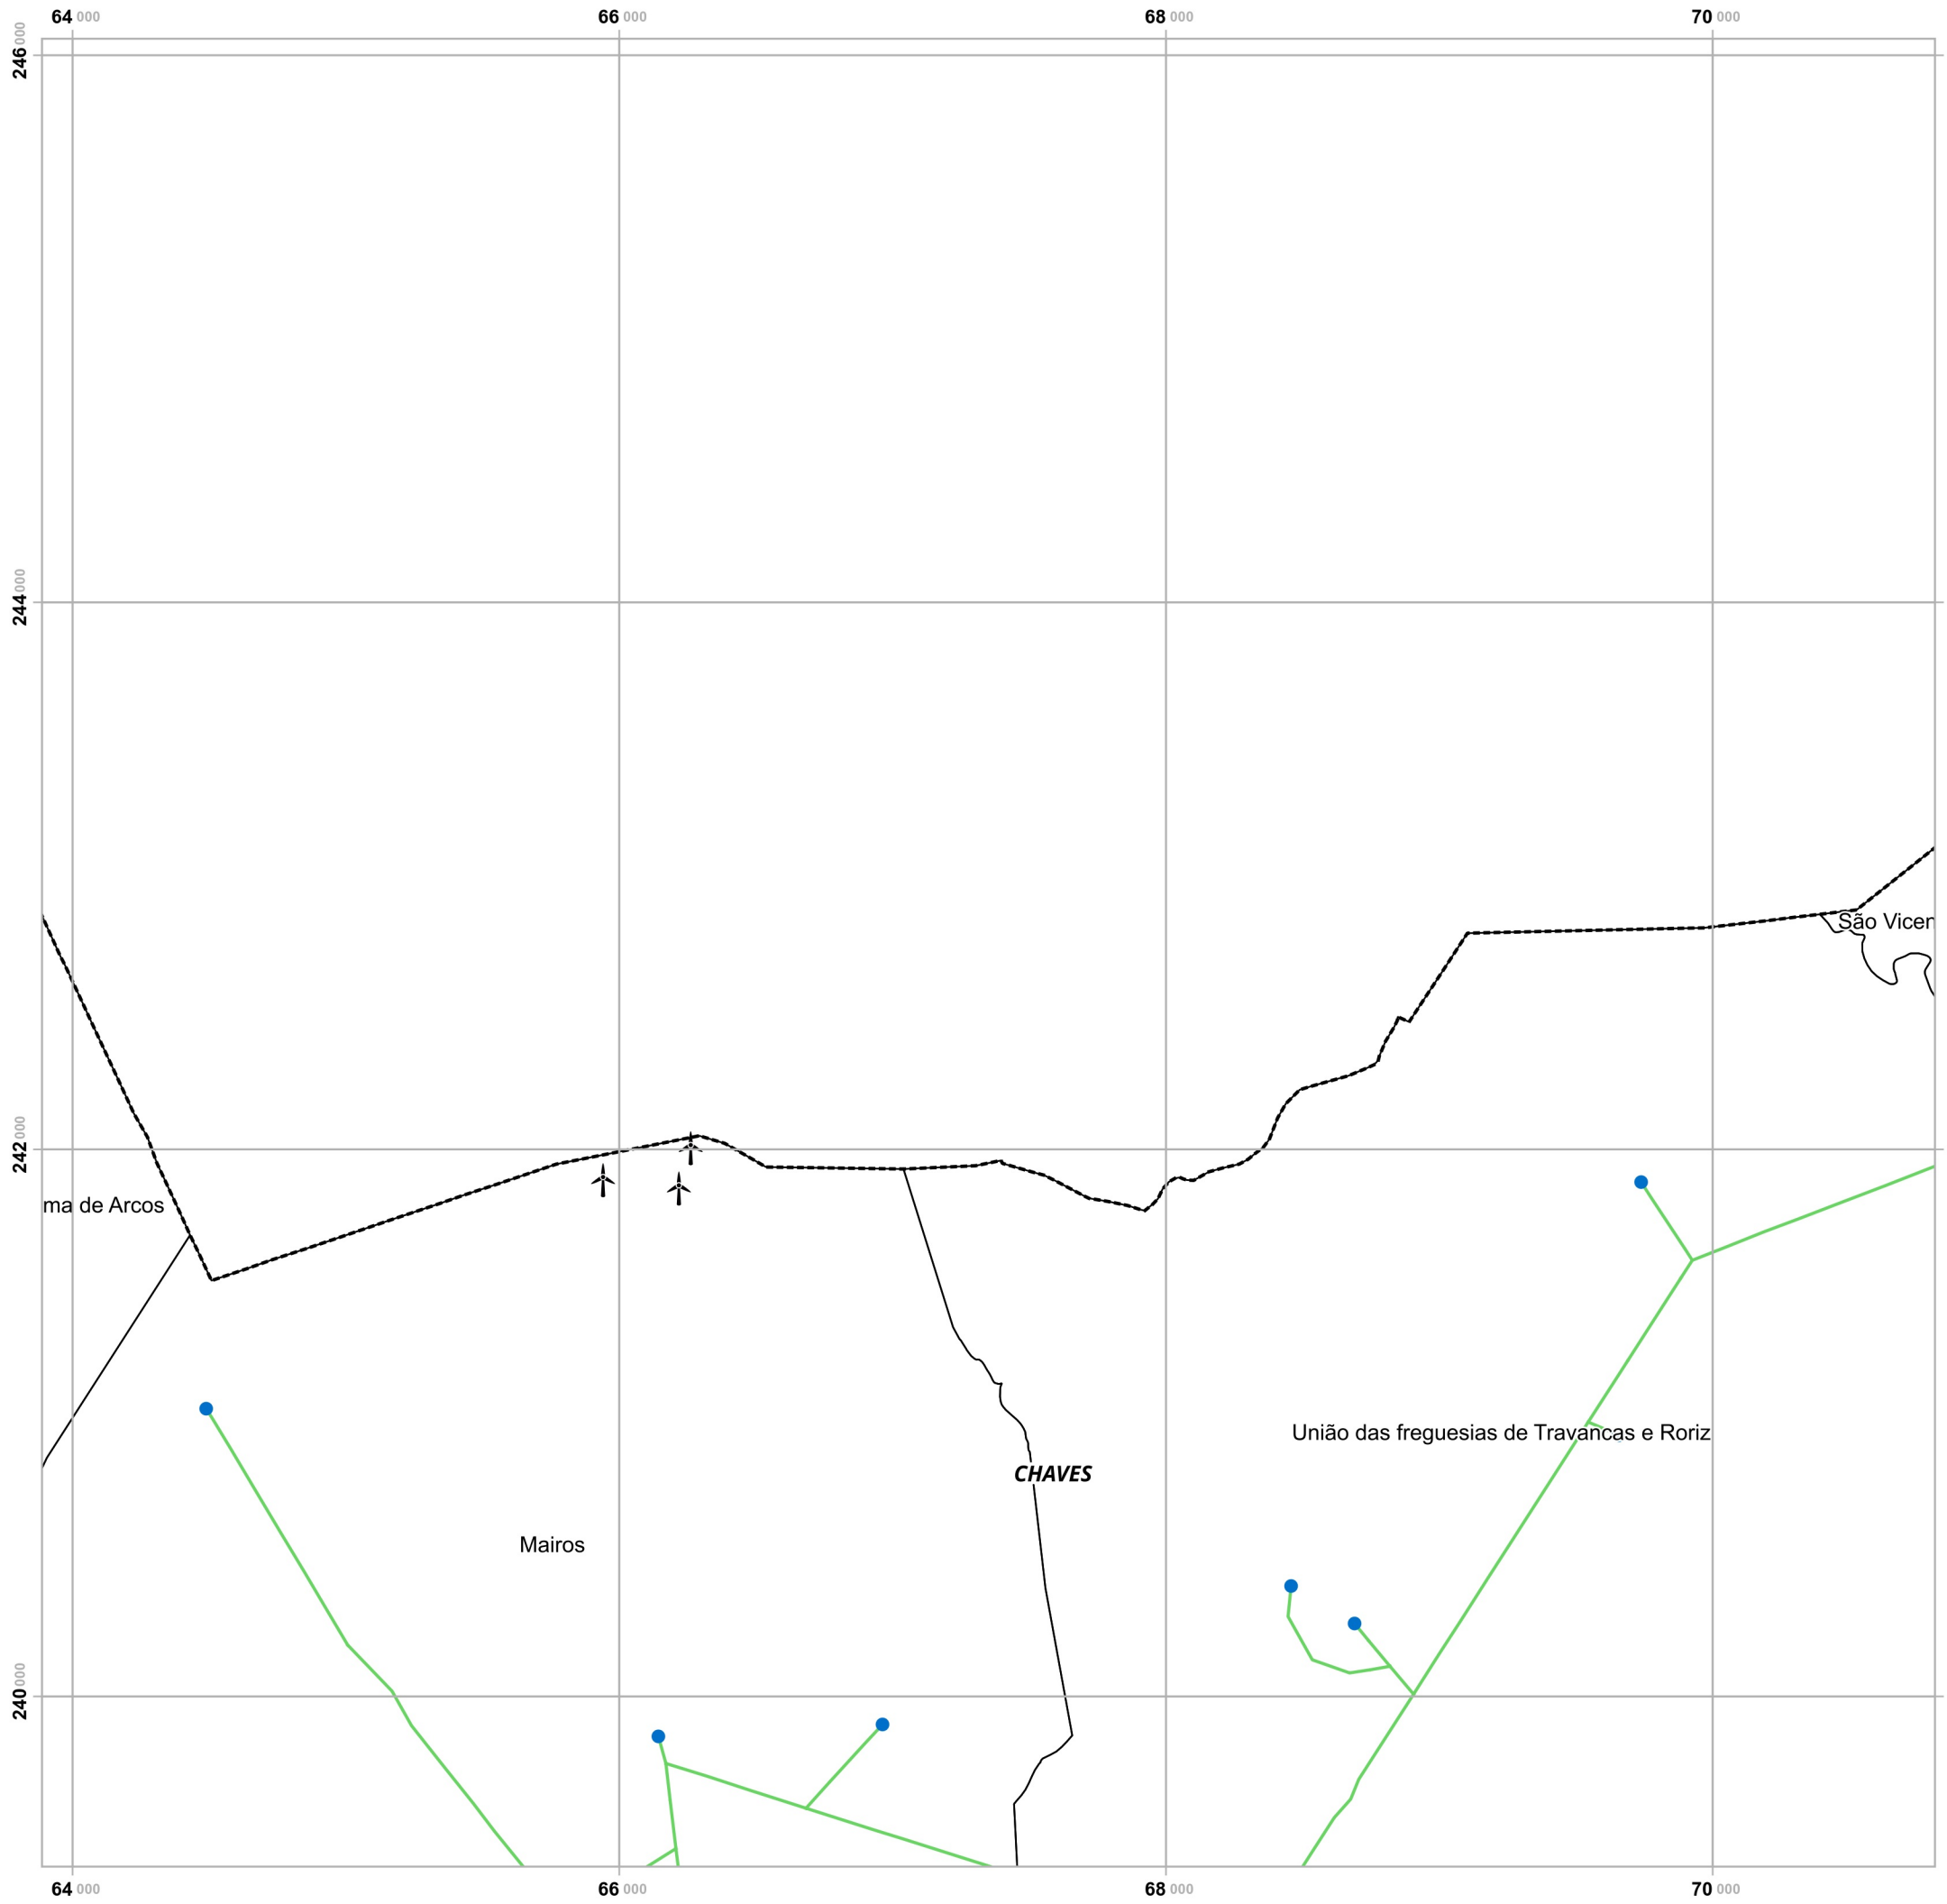 64 000 66 000 68 000 70 000
246 000
244 000
São Vicen
242 000
ma de Arcos
União das freguesias de Travancas e Roriz
CHAVES
Mairos
240 000
64 000 66 000 68 000 70 000